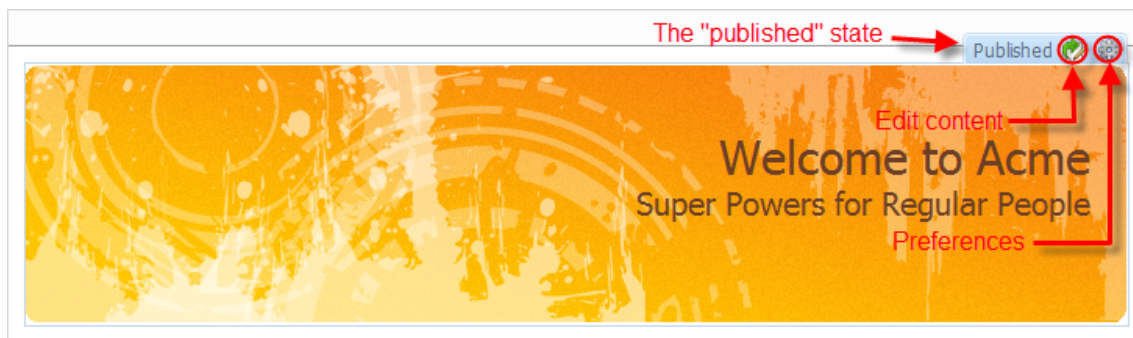 The "published" state
Published
Edit content
Welcome to Acme
Super Powers for Regular People
Preferences